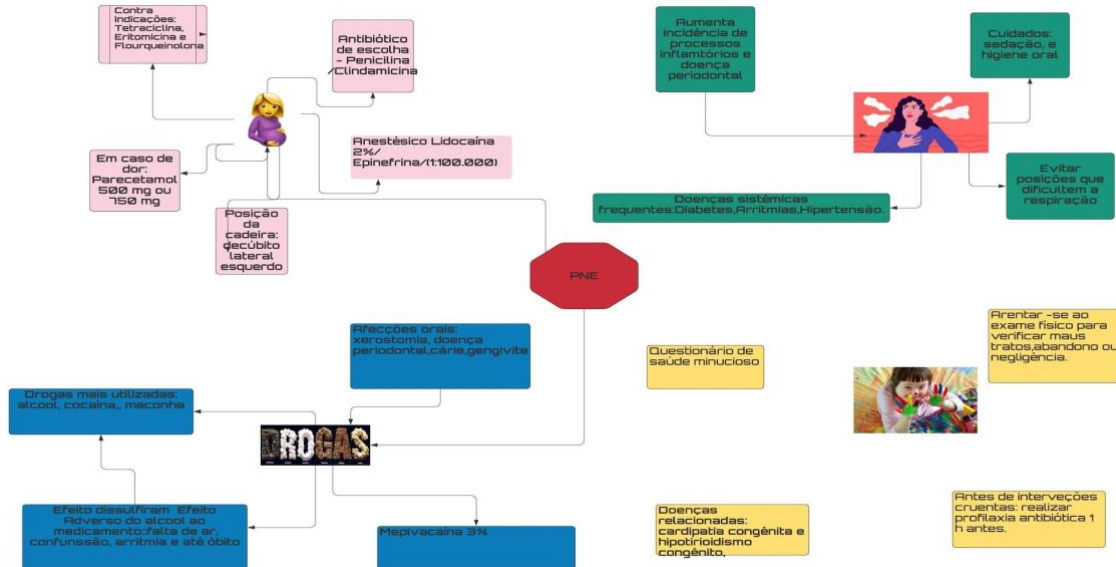 Contra
indicações:
Tetraciclina,
Eritomicina e
Flourqueinolona
Antibiótico
de escolha
- Penicilina
/Clindamicina
Anestésico Lidocaína
2%/
Epinefrina/(1:100.000)
Em caso de
dor:
Parecetamol
500 mg ou
750 mg
Posição
da
cadeira:
decúbito
lateral
esquerdo
Aumenta
incidência de
processos
inflamtórios e
doença
periodontal
Cuidados:
sedação, e
higiene oral
Evitar
posições que
dificultem a
respiração
Doenças sistêmicas
frequentes:Diabetes,Arritmias,Hipertensão.
PNE
Afecções orais:
xerostomia, doença
periodontal,cárie,gengivite
Drogas mais utilizadas:
alcool, cocaína,, maconha
DROGAS
Efeito dissulfiram Efeito
Adverso do alcool ao
medicamento:falta de ar,
confunssão, arritmia e até óbito
Mepivacaína 3%
Questionário de
saúde minucioso
Arentar -se ao
exame físico para
verificar maus
tratos,abandono ou
negligência.
Doenças
relacionadas:
cardipatia congênita e
hipotirioidismo
congênito,
Antes de interveções
cruentas: realizar
profilaxia antibiótica 1
h antes.